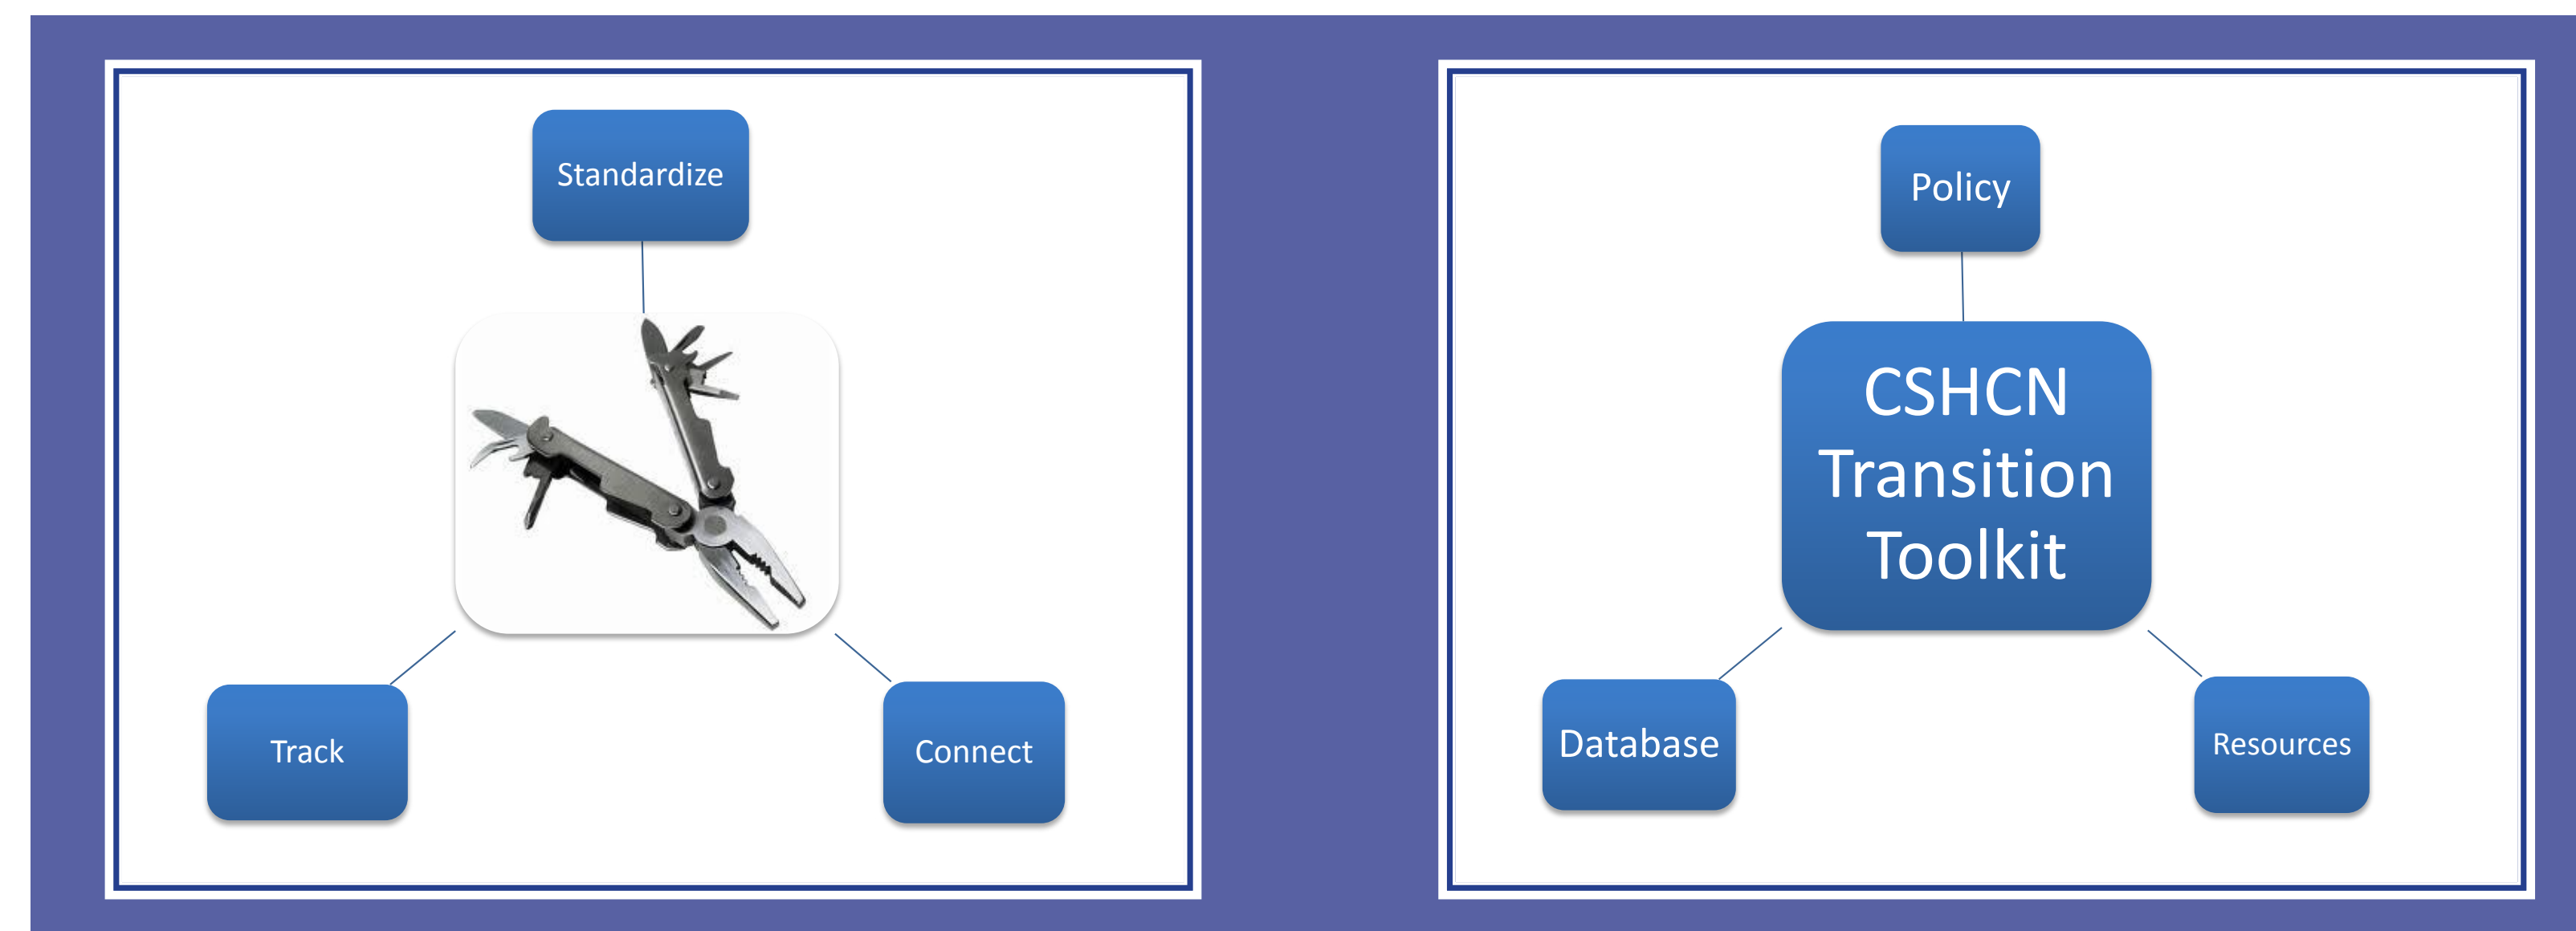 Standardize
Track
Connect
Policy
CSHCN
Transition
Toolkit
Database
Resources